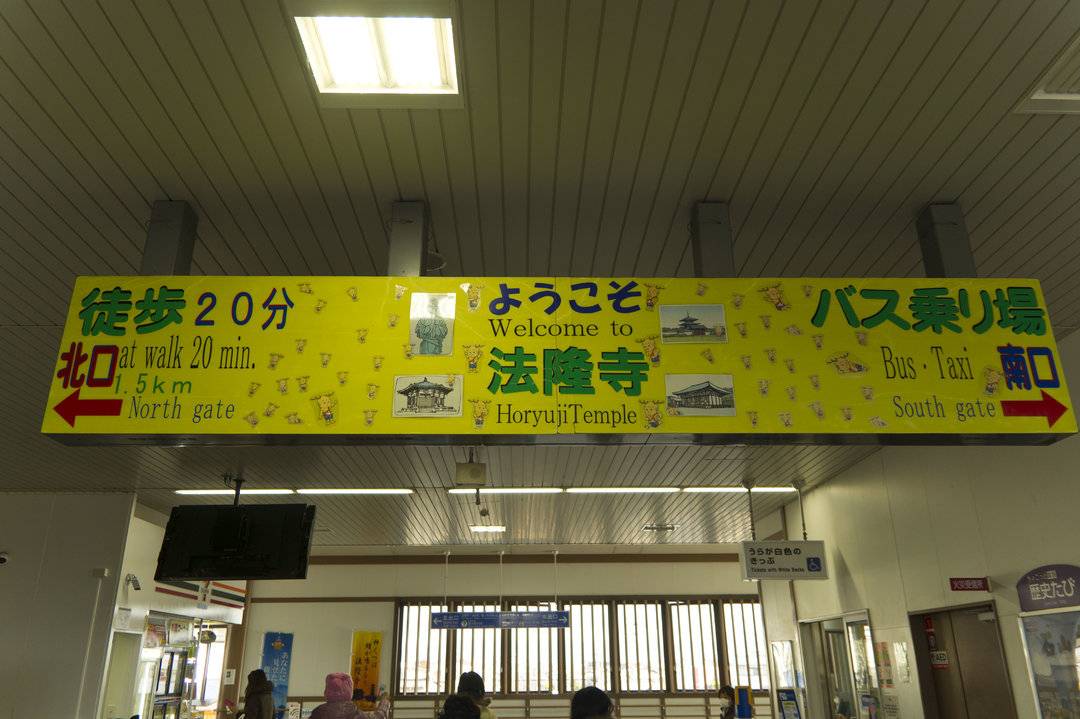 徒歩20分
北口
at walk 20 min.
1.5km
North gate
ようこそ
Welcome to
法隆寺
HoryujiTemple
バス乗り場
Bus・Taxi
南口
South gate
うらが白色の
きっぷ
歴史たび